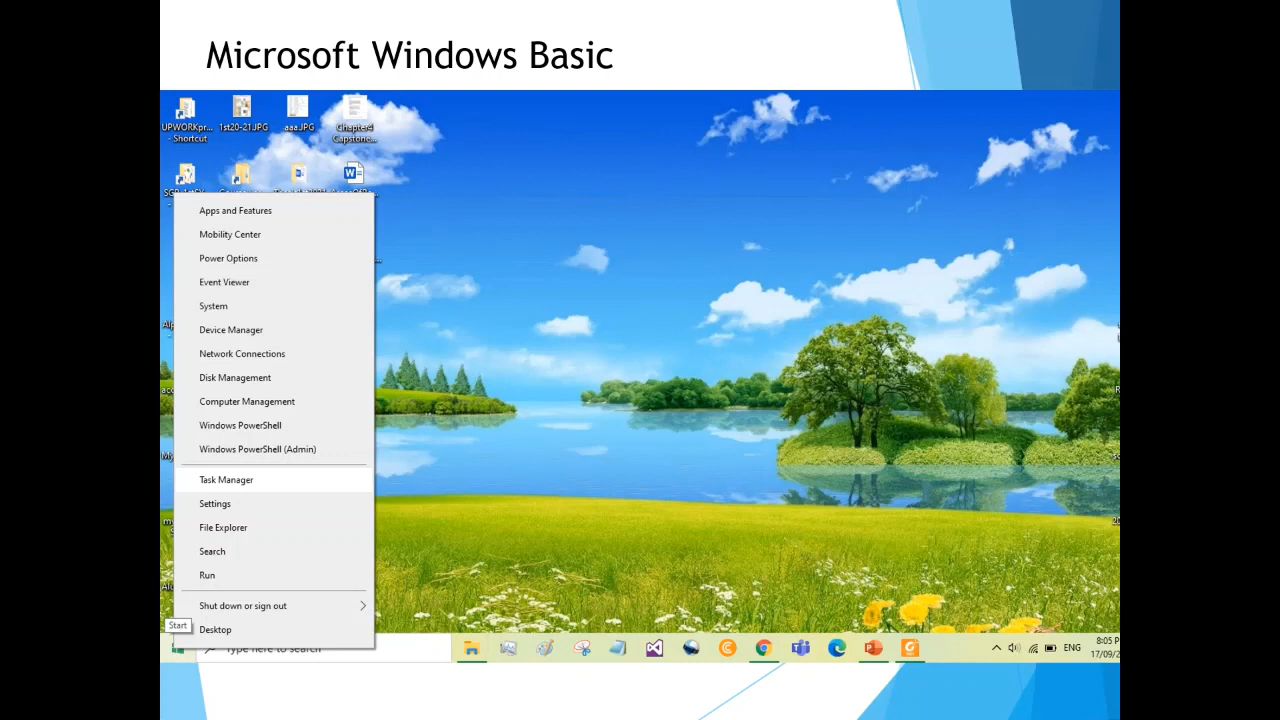 Microsoft Windows Basic
UPWORKpr... 1st20-21.JPG aaa.JPG Chapter4
- Shortcut Capstone...
Apps and Features
Mobility Center
Power Options
Event Viewer
System
Device Manager
Network Connections
Disk Management
Computer Management
Windows PowerShell
Windows PowerShell (Admin)
Task Manager
Settings
File Explorer
Search
Run
Shut down or sign out
Start
Desktop
Type here to search
ENG
8:05 P
17/09/2